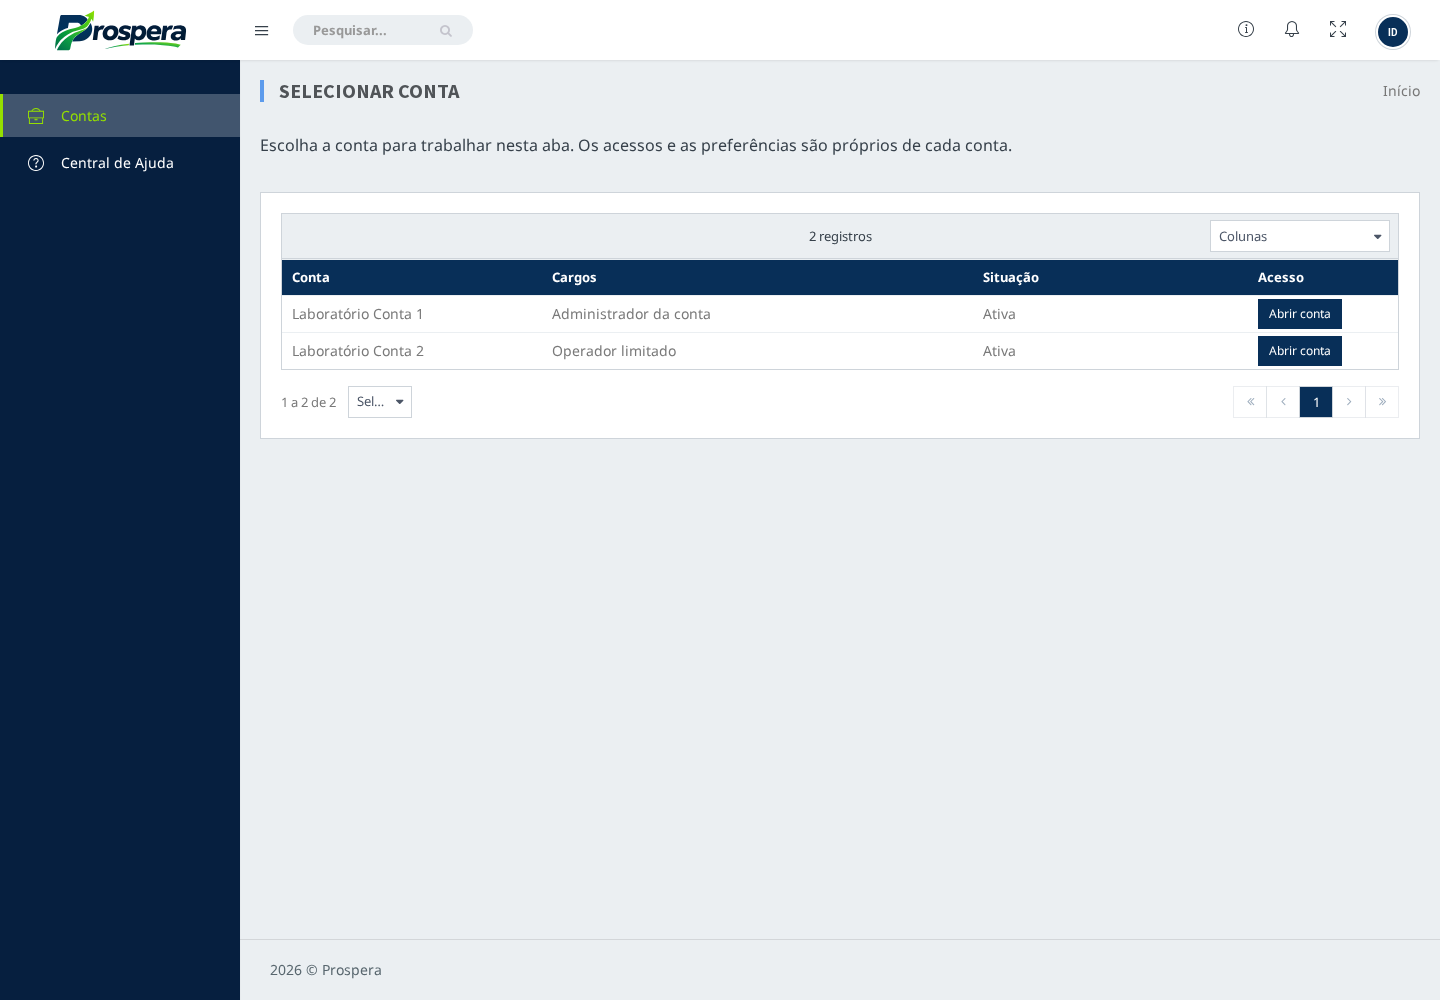 Prospera
Pesquisar...
ID
Contas
Central de Ajuda
SELECIONAR CONTA
Início
Escolha a conta para trabalhar nesta aba. Os acessos e as preferências são próprios de cada conta.
2 registros
Colunas
Conta Cargos Situação Acesso
Laboratório Conta 1 Administrador da conta Ativa Abrir conta
Laboratório Conta 2 Operador limitado Ativa Abrir conta
1 a 2 de 2 Sel... « ‹ 1 › »
2026 © Prospera